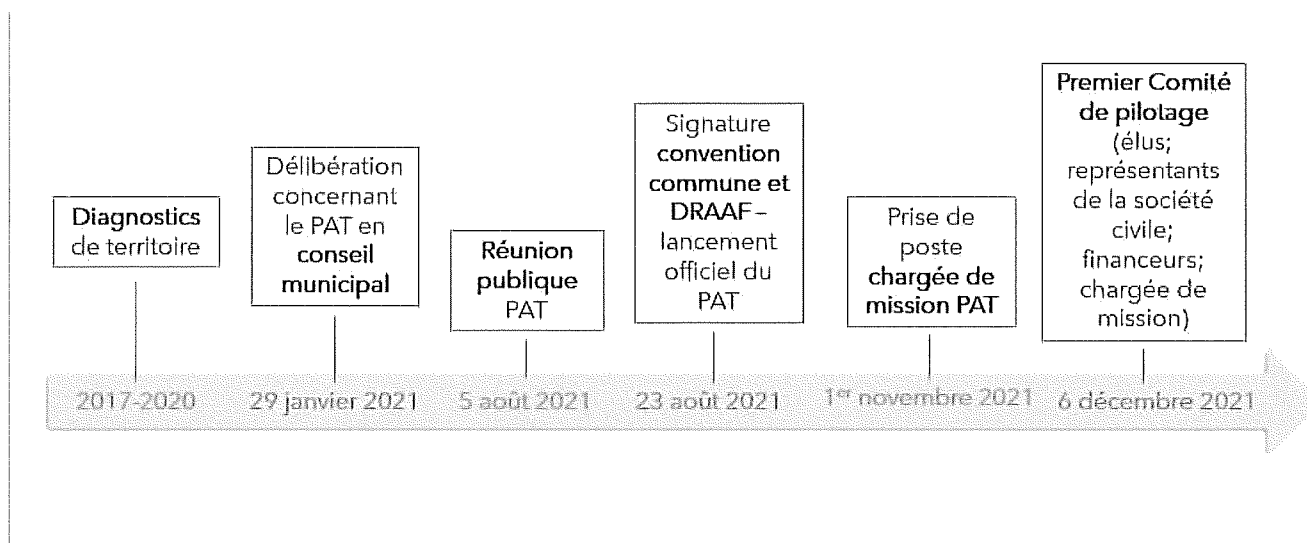 Diagnostics
de territoire
Délibération
concernant
le PAT en
conseil
municipal
Réunion
publique
PAT
Signature
convention
commune et
DRAAF –
lancement
officiel du
PAT
Prise de
poste
chargée de
mission PAT
Premier Comité
de pilotage
(élus;
représentants
de la société
civile;
financeurs;
chargée de
mission)
2017-2020
29 janvier 2021
5 août 2021
23 août 2021
1er novembre 2021
6 décembre 2021